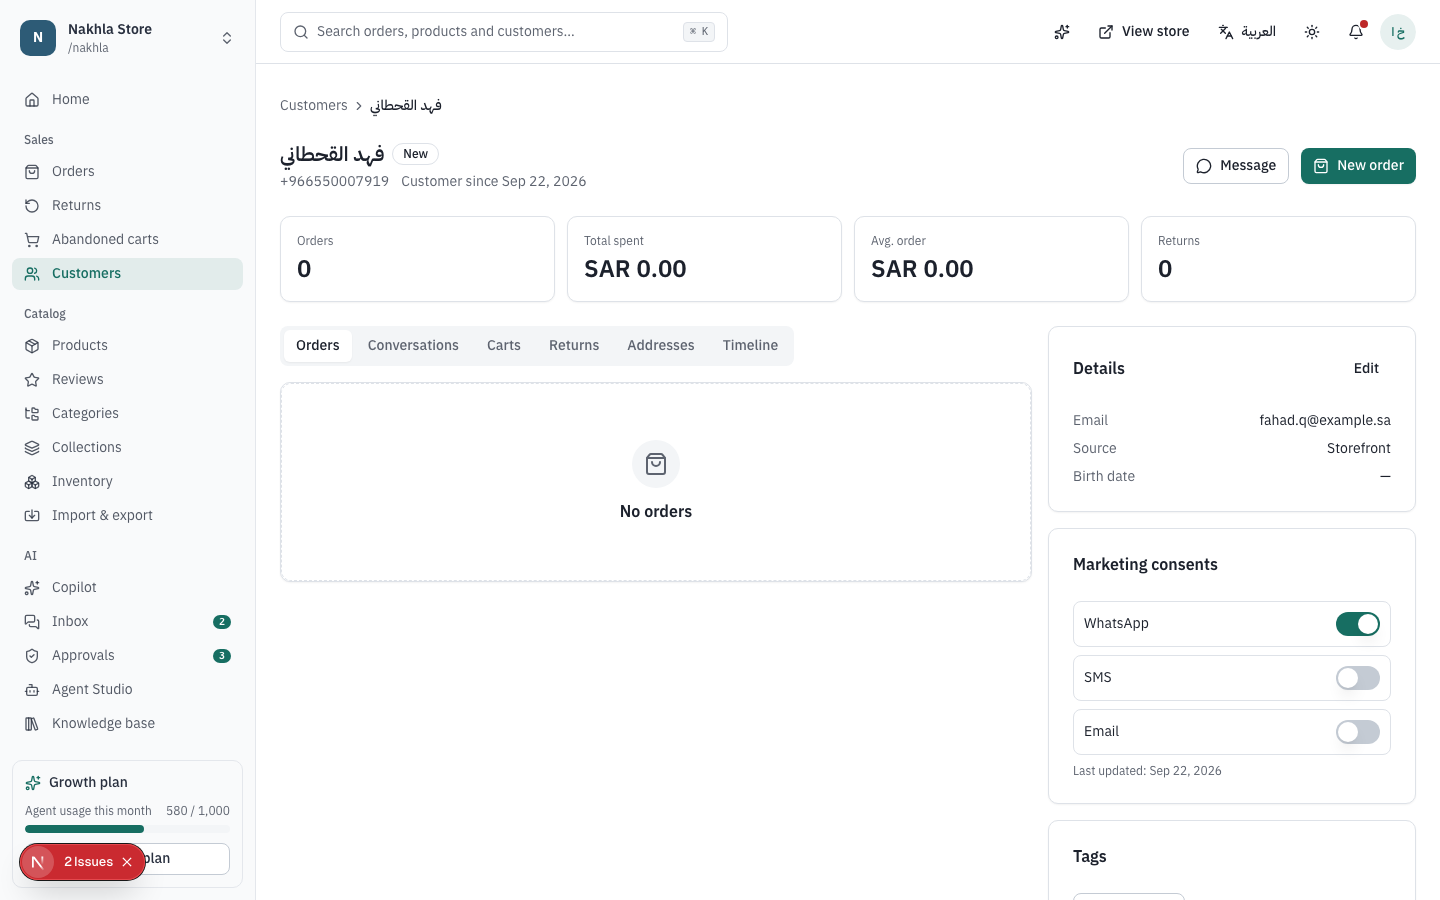 N
Nakhla Store
/nakhla
Search orders, products and customers...
⌘ K
View store
العربية
خ ا
Home
Sales
Orders
Returns
Abandoned carts
Customers
Catalog
Products
Reviews
Categories
Collections
Inventory
Import & export
AI
Copilot
Inbox 2
Approvals 3
Agent Studio
Knowledge base
Growth plan
Agent usage this month 580 / 1,000
plan
N 2 Issues
Customers > فهد القحطاني
فهد القحطاني New
+966550007919 Customer since Sep 22, 2026
Message
New order
Orders
0
Total spent
SAR 0.00
Avg. order
SAR 0.00
Returns
0
Orders Conversations Carts Returns Addresses Timeline
No orders
Details Edit
Email fahad.q@example.sa
Source Storefront
Birth date —
Marketing consents
WhatsApp
SMS
Email
Last updated: Sep 22, 2026
Tags